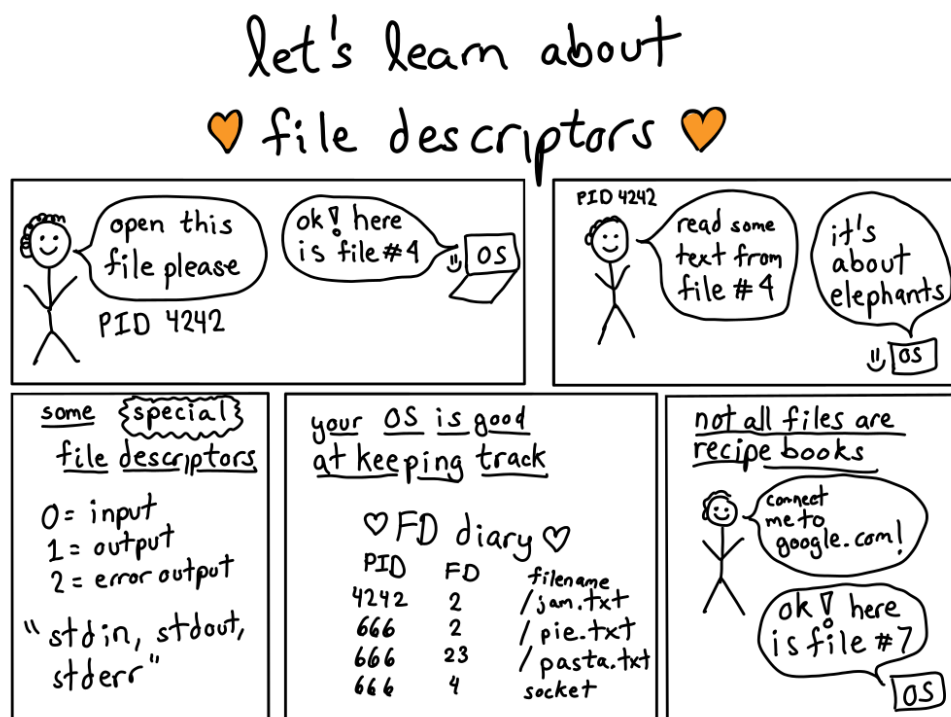 let's learn about
file descriptors
open this
file please
PID 4242
ok! here
is file #4
OS
PID 4242
read some
text from
file #4
it's
about
elephants
OS
some special
file descriptors
0 = input
1 = output
2 = error output
"stdin, stdout,
stderr"
your OS is good
at keeping track
FD diary
PID FD filename
4242 2 /jam.txt
666 2 /pie.txt
666 23 /pasta.txt
666 4 socket
not all files are
recipe books
connect
me to
google.com!
ok! here
is file #7
OS